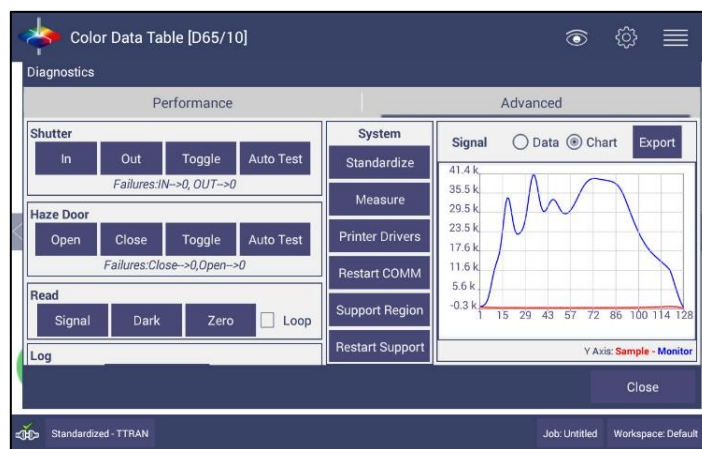 Color Data Table [D65/10]
Diagnostics
Performance
Advanced
Shutter
In
Out
Toggle
Auto Test
Failures:IN-->0, OUT-->0
Haze Door
Open
Close
Toggle
Auto Test
Failures:Close-->0,Open-->0
Read
Signal
Dark
Zero
Loop
Log
System
Standardize
Measure
Printer Drivers
Restart COMM
Support Region
Restart Support
Signal
Data
Chart
Export
41.4 k
35.5 k
29.5 k
23.5 k
17.6 k
11.6 k
5.6 k
-0.3 k
1 15 29 43 57 72 86 100 114 128
Y Axis: Sample - Monitor
Close
Standardized - TTRAN
Job: Untitled
Workspace: Default